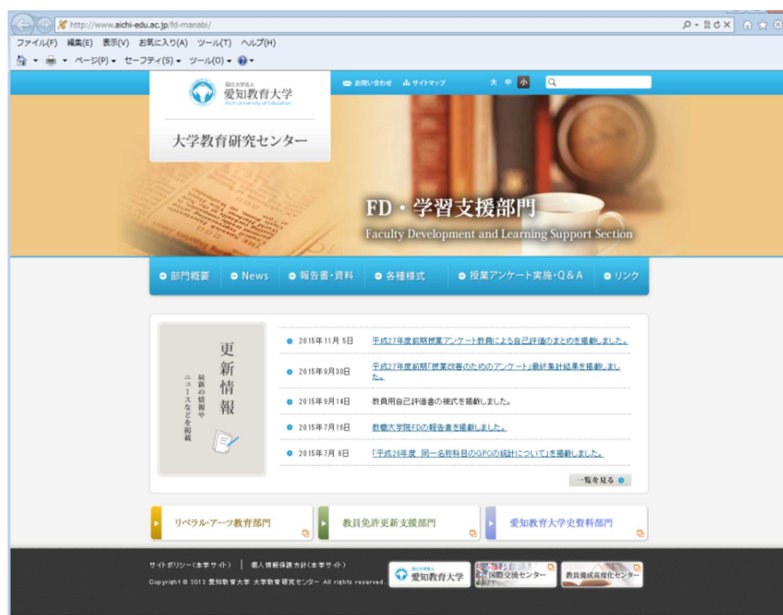 http://www.aichi-edu.ac.jp/fd-manabi/
ファイル(F) 編集(E) 表示(V) お気に入り(A) ツール(T) ヘルプ(H)
ページ(P) セーフティ(S) ツール(O)
国立大学法人
愛知教育大学
Aichi University of Education
お問い合わせ サイトマップ 大 中 小
大学教育研究センター
FD・学習支援部門
Faculty Development and Learning Support Section
部門概要 News 報告書・資料 各種様式 授業アンケート実施・Q&A リンク
更新情報
最新の情報や
ニュースなどを掲載
2015年11月 5日 平成27年度前期授業アンケート教員による自己評価のまとめを掲載しました。
2015年9月30日 平成27年度前期「授業改善のためのアンケート」最終集計結果を掲載しまし
た。
2015年9月14日 教員用自己評価書の様式を掲載しました。
2015年7月16日 教職大学院FDの報告書を掲載しました。
2015年7月 6日 「平成26年度 同一名称科目のGPCの統計について」を掲載しました。
一覧を見る
リベラル・アーツ教育部門 教員免許更新支援部門 愛知教育大学史資料部門
サイトポリシー(本学サイト) 個人情報保護方針(本学サイト)
Copyright © 2012 愛知教育大学 大学教育研究センター All rights reserved.
愛知教育大学 国際交流センター 教員養成高度化センター